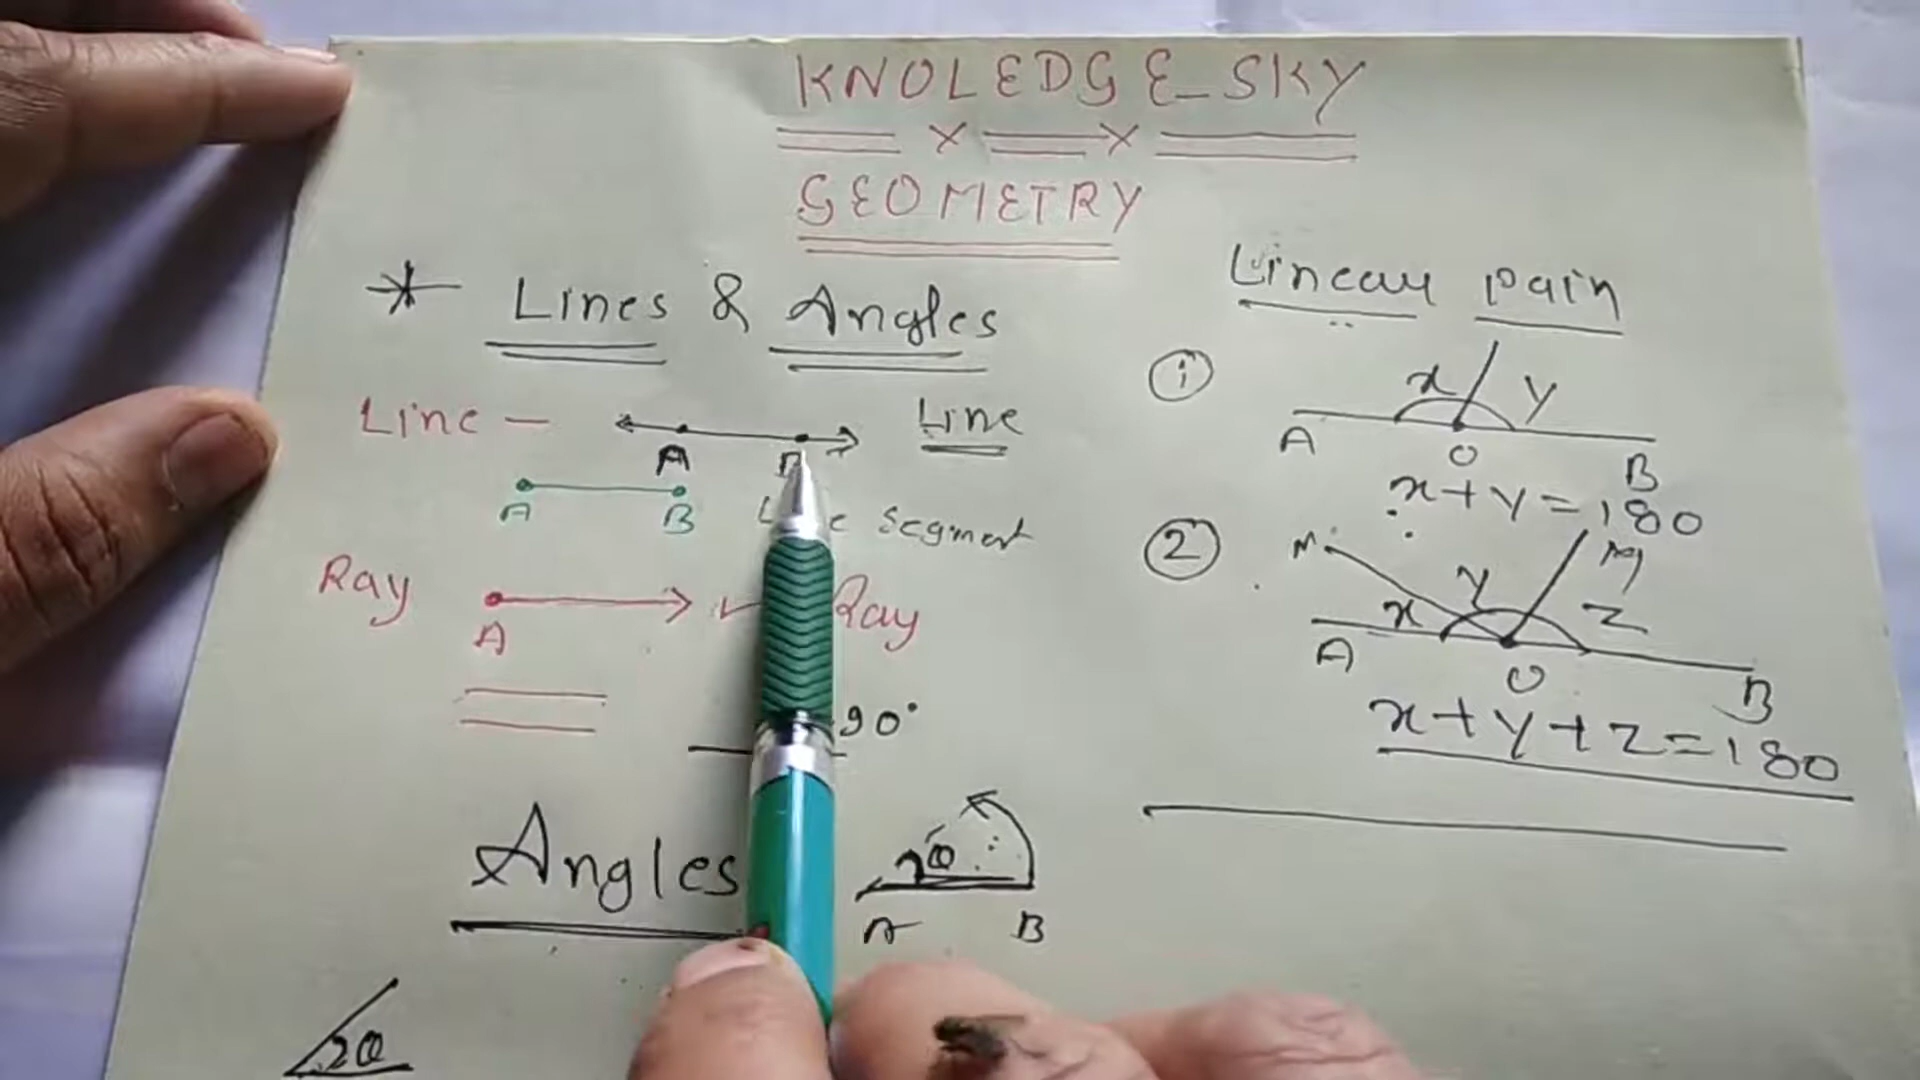 KNOLEDGE_SKY
GEOMETRY
* Lines & Angles
Line —
Line
A
A B
Segment
Ray
A
Ray
90°
Angles
A B
Linear pair
1
x y
A O B
x+y=180
2
M
x y z
A O B
x+y+z=180